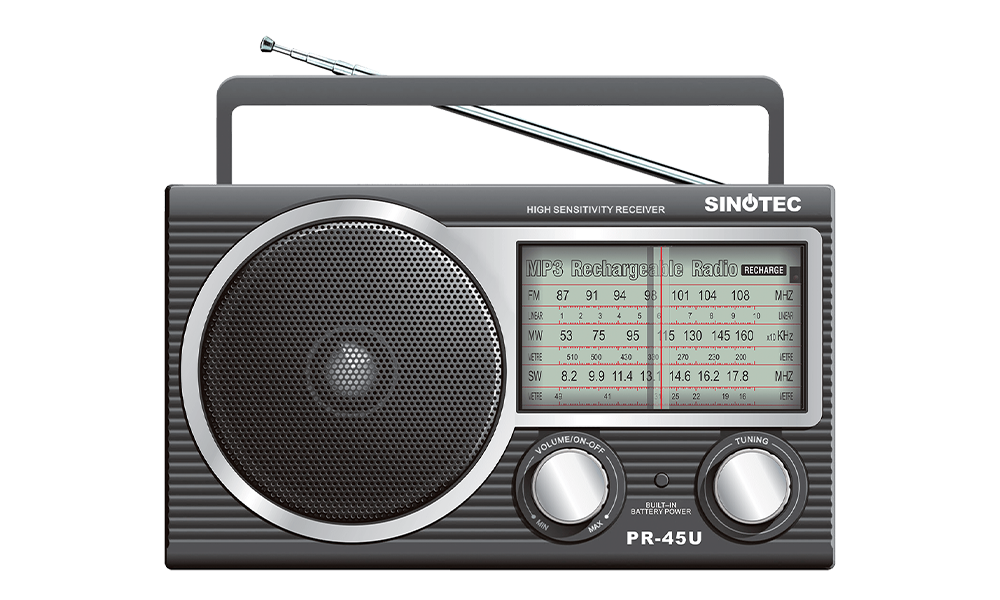 HIGH SENSITIVITY RECEIVER
SINOTEC
MP3 Rechargeable Radio RECHARGE
FM 87 91 94 98 101 104 108 MHZ
LINEAR 1 2 3 4 5 6 7 8 9 10 LINEAR
MW 53 75 95 115 130 145 160 x10 KHz
METRE 510 500 430 320 270 230 200 METRE
SW 8.2 9.9 11.4 13.1 14.6 16.2 17.8 MHZ
METRE 49 41 31 25 22 19 16 METRE
VOLUME/ON-OFF
TUNING
BUILT-IN
BATTERY POWER
MIN MAX
PR-45U